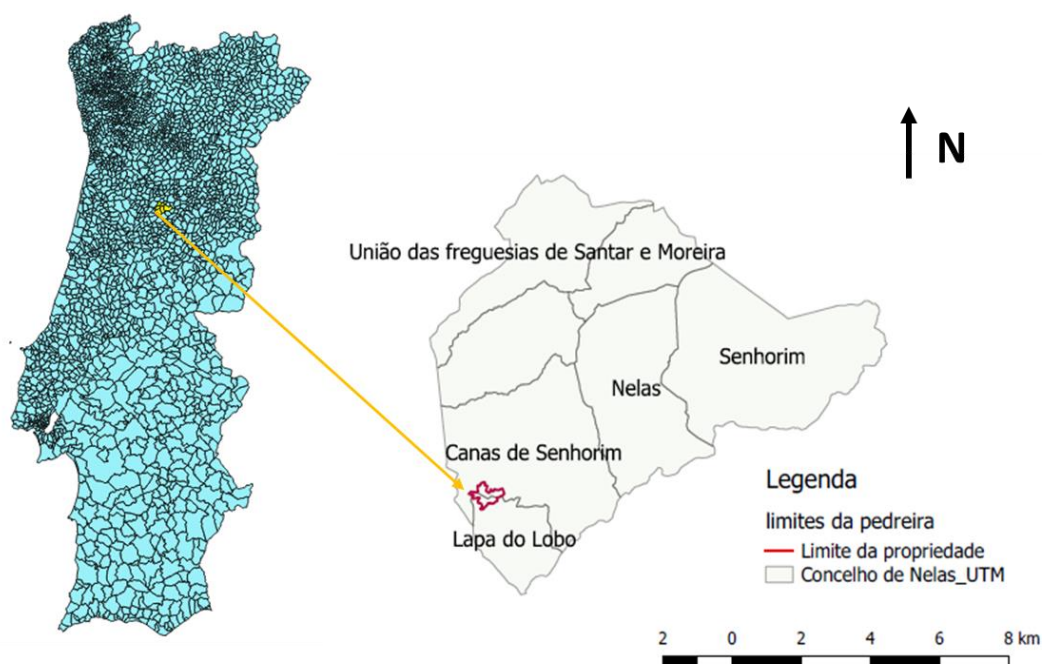 N
União das freguesias de Santar e Moreira
Senhorim
Nelas
Canas de Senhorim
Lapa do Lobo
Legenda
limites da pedreira
Limite da propriedade
Concelho de Nelas_UTM
2 0 2 4 6 8 km